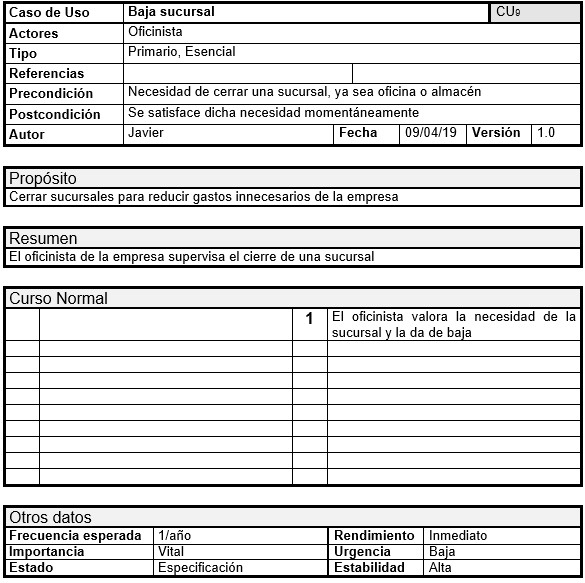 Caso de Uso Baja sucursal CU9
Actores Oficinista
Tipo Primario, Esencial
Referencias
Precondición Necesidad de cerrar una sucursal, ya sea oficina o almacén
Postcondición Se satisface dicha necesidad momentáneamente
Autor Javier Fecha 09/04/19 Versión 1.0
Propósito
Cerrar sucursales para reducir gastos innecesarios de la empresa
Resumen
El oficinista de la empresa supervisa el cierre de una sucursal
Curso Normal
1 El oficinista valora la necesidad de la
sucursal y la da de baja
Otros datos
Frecuencia esperada 1/año Rendimiento Inmediato
Importancia Vital Urgencia Baja
Estado Especificación Estabilidad Alta